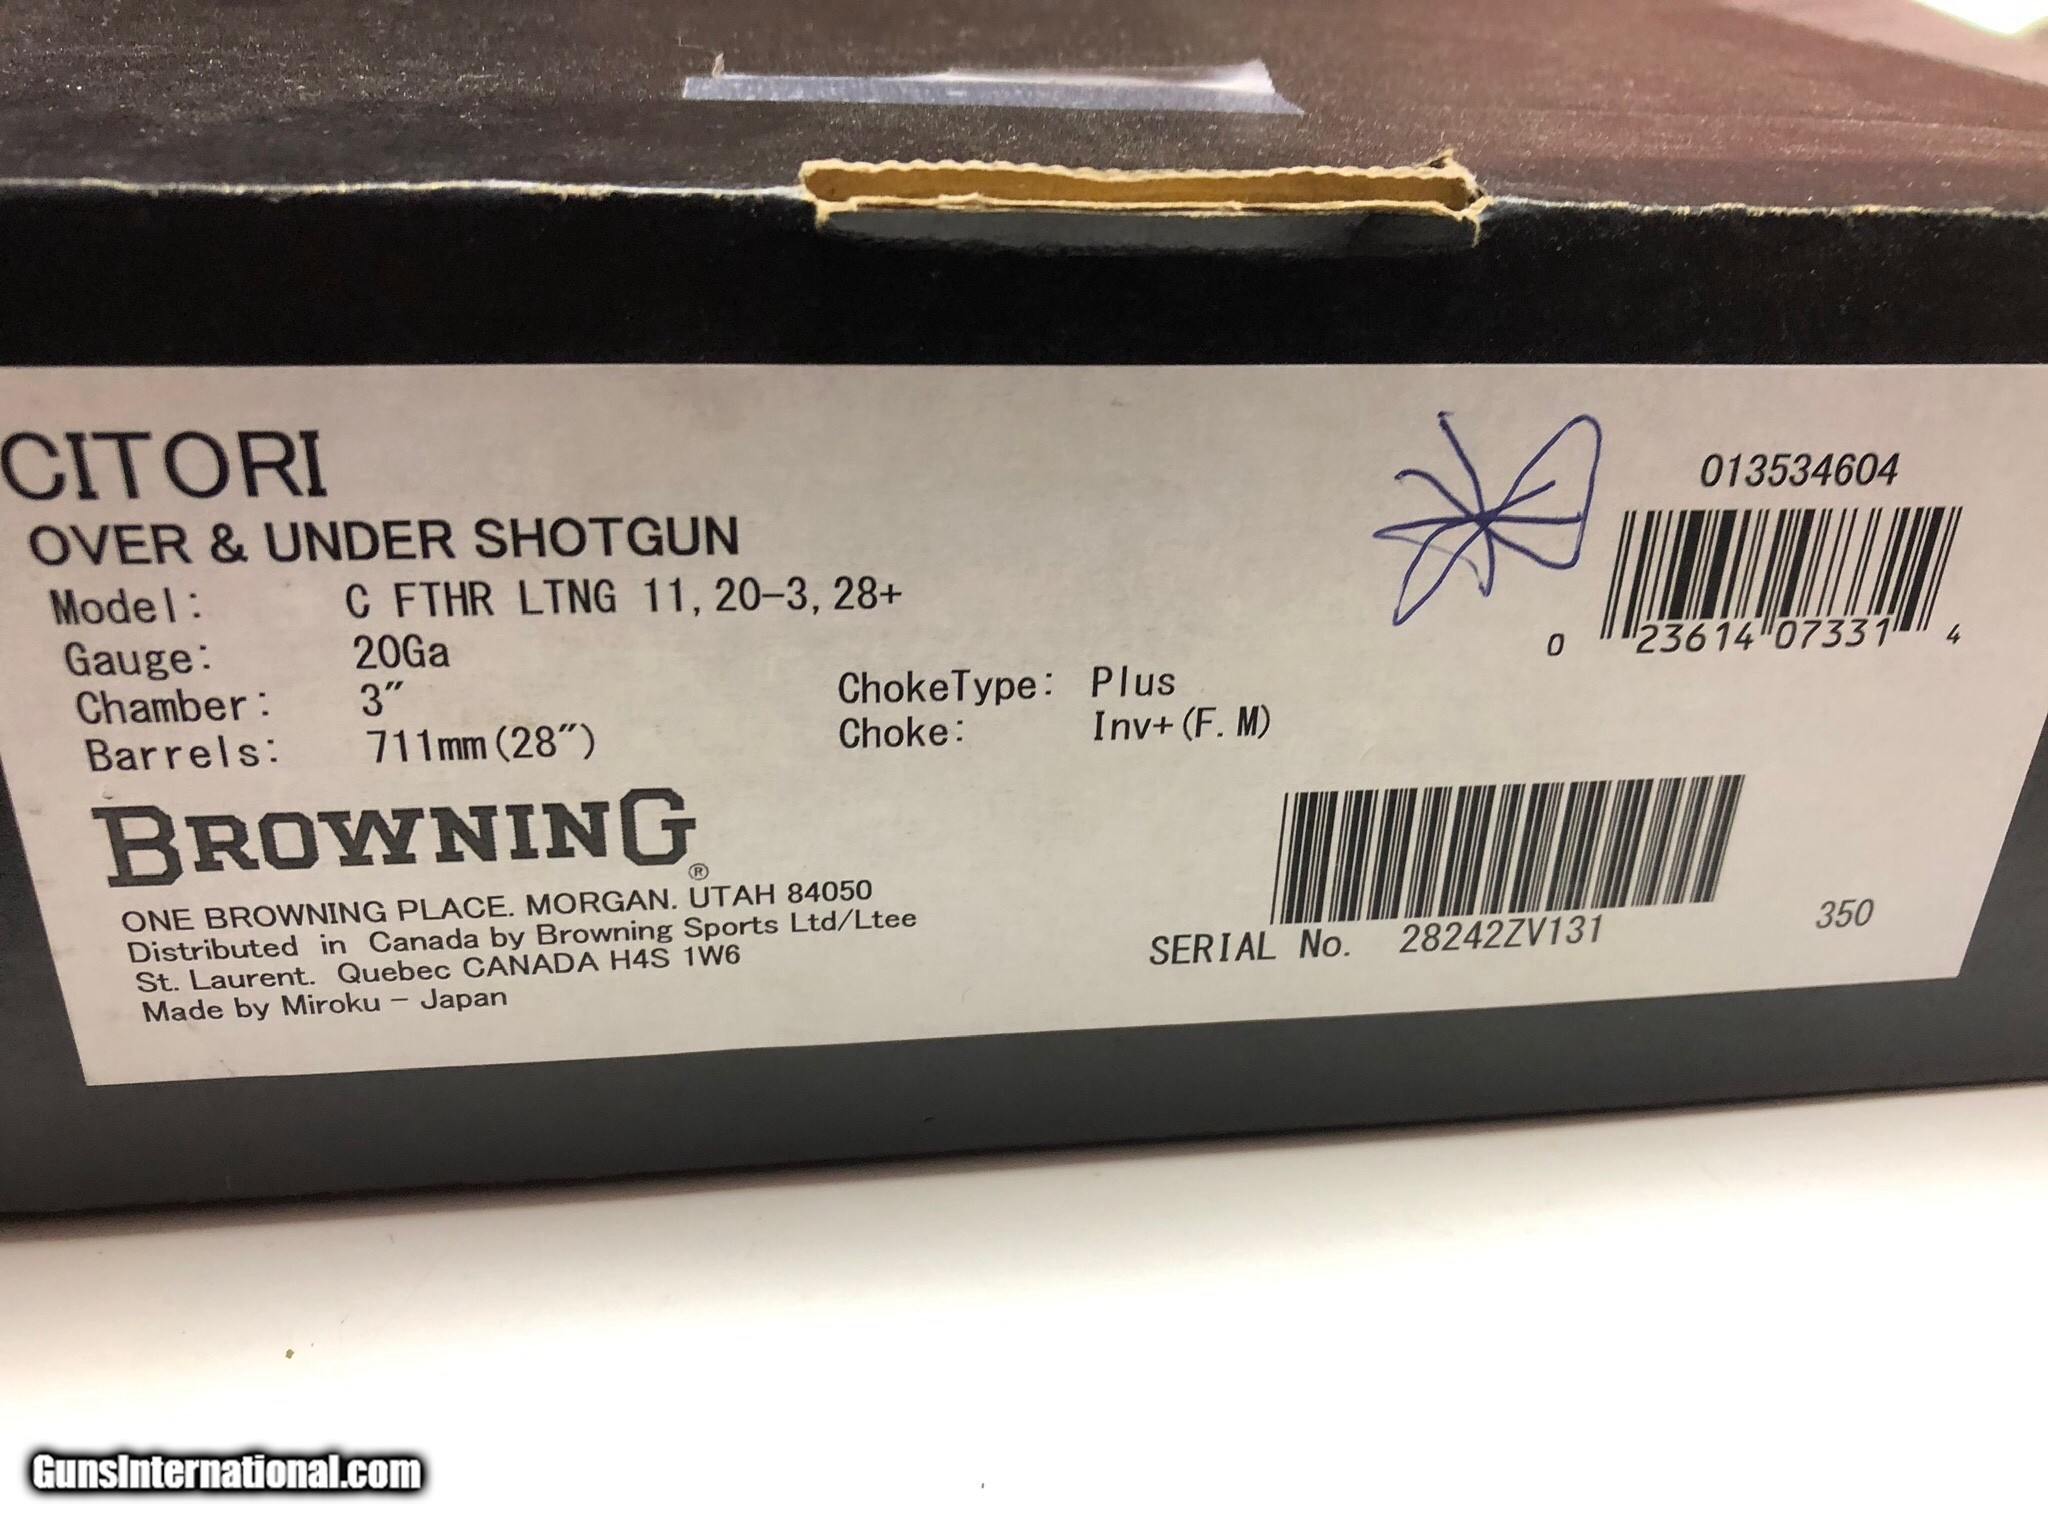 CITORI
OVER & UNDER SHOTGUN
Model: C FTHR LTNG 11, 20-3, 28+
Gauge: 20Ga
Chamber: 3″
Barrels: 711mm (28″)
ChokeType: Plus
Choke: Inv+ (F. M)
013534604
0 23614 07331 4
BROWNING®
ONE BROWNING PLACE. MORGAN. UTAH 84050
Distributed in Canada by Browning Sports Ltd/Ltee
St. Laurent. Quebec CANADA H4S 1W6
Made by Miroku - Japan
SERIAL No. 28242ZV131
350
GunsInternational.com